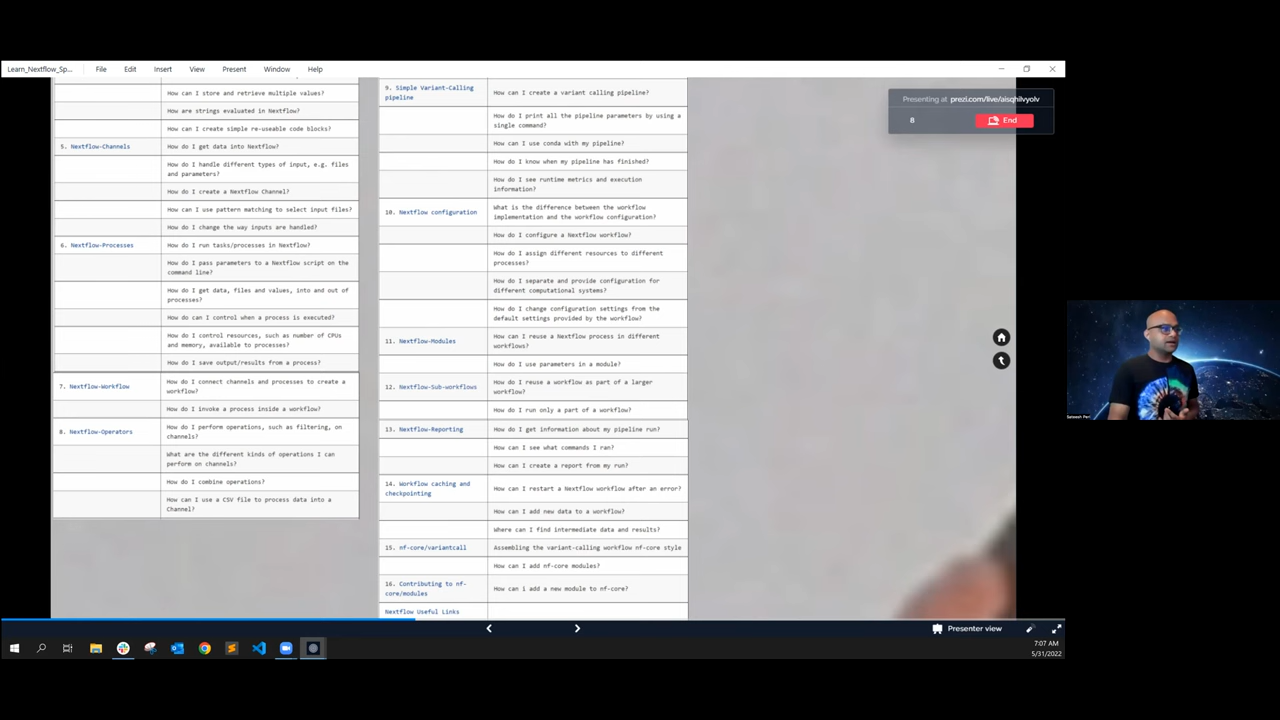 Learn_Nextflow_Sp... File Edit Insert View Present Window Help
How can I store and retrieve multiple values?
How are strings evaluated in Nextflow?
How can I create simple re-useable code blocks?
5. Nextflow-Channels
How do I get data into Nextflow?
How do I handle different types of input, e.g. files
and parameters?
How do I create a Nextflow Channel?
How can I use pattern matching to select input files?
How do I change the way inputs are handled?
6. Nextflow-Processes
How do I run tasks/processes in Nextflow?
How do I pass parameters to a Nextflow script on the
command line?
How do I get data, files and values, into and out of
processes?
How do can I control when a process is executed?
How do I control resources, such as number of CPUs
and memory, available to processes?
How do I save output/results from a process?
7. Nextflow-Workflow
How do I connect channels and processes to create a
workflow?
How do I invoke a process inside a workflow?
8. Nextflow-Operators
How do I perform operations, such as filtering, on
channels?
What are the different kinds of operations I can
perform on channels?
How do I combine operations?
How can I use a CSV file to process data into a
Channel?
9. Simple Variant-Calling
pipeline
How can I create a variant calling pipeline?
How do I print all the pipeline parameters by using a
single command?
How can I use conda with my pipeline?
How do I know when my pipeline has finished?
How do I see runtime metrics and execution
information?
10. Nextflow configuration
What is the difference between the workflow
implementation and the workflow configuration?
How do I configure a Nextflow workflow?
How do I assign different resources to different
processes?
How do I separate and provide configuration for
different computational systems?
How do I change configuration settings from the
default settings provided by the workflow?
11. Nextflow-Modules
How can I reuse a Nextflow process in different
workflows?
How do I use parameters in a module?
12. Nextflow-Sub-workflows
How do I reuse a workflow as part of a larger
workflow?
How do I run only a part of a workflow?
13. Nextflow-Reporting
How do I get information about my pipeline run?
How can I see what commands I ran?
How can I create a report from my run?
14. Workflow caching and
checkpointing
How can I restart a Nextflow workflow after an error?
How can I add new data to a workflow?
Where can I find intermediate data and results?
15. nf-core/variantcall
Assembling the variant-calling workflow nf-core style
How can I add nf-core modules?
16. Contributing to nf-
core/modules
How can i add a new module to nf-core?
Nextflow Useful Links
Presenting at prezi.com/live/aisqhilvyolv
8 End
Sateesh Peri
Presenter view
7:07 AM
5/31/2022